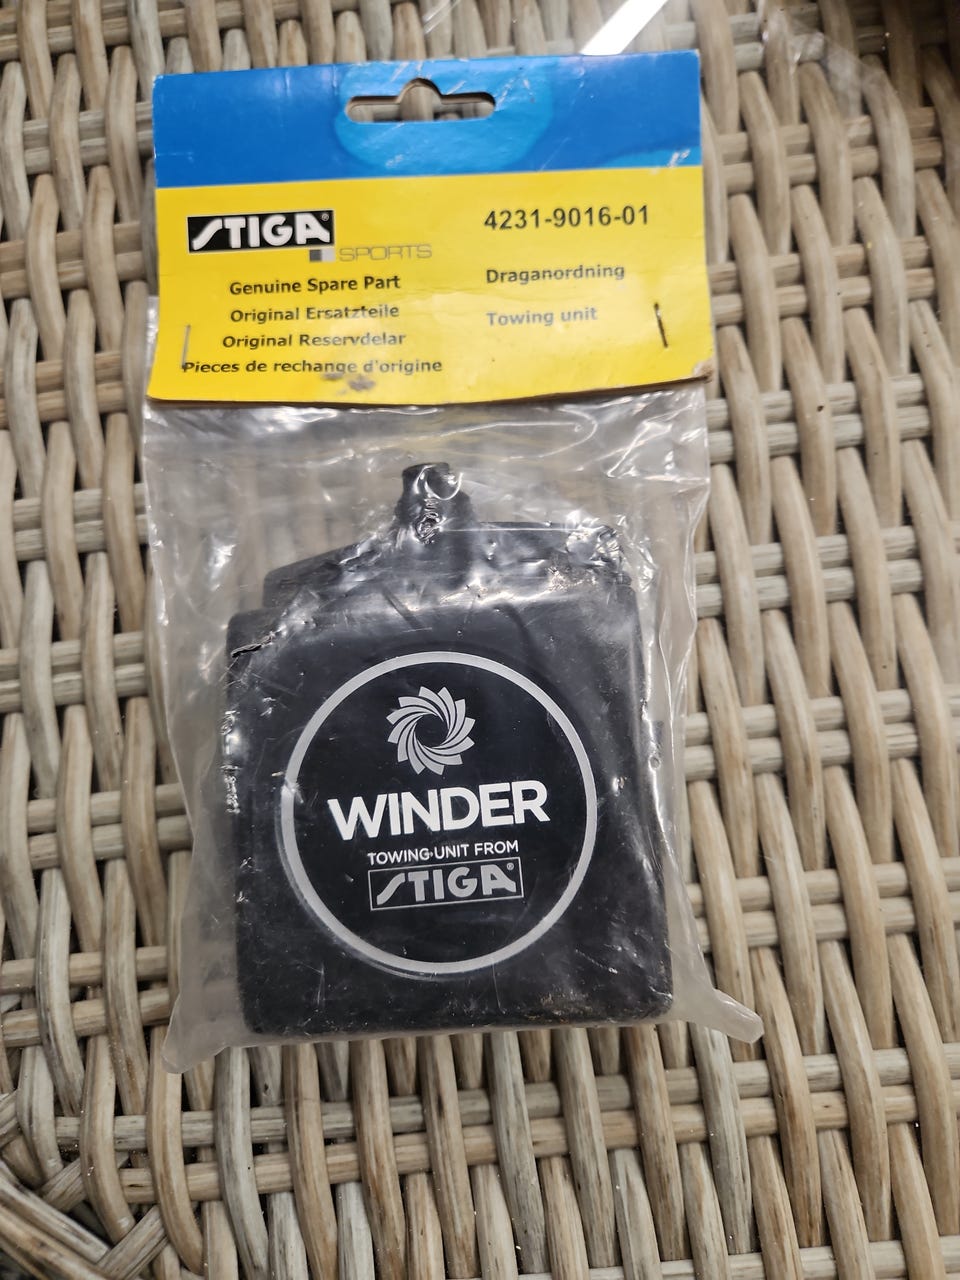 STIGA®
SPORTS
4231-9016-01
Genuine Spare Part
Original Ersatzteile
Original Reservdelar
Pieces de rechange d'origine
Draganordning
Towing unit
WINDER
TOWING UNIT FROM
STIGA®